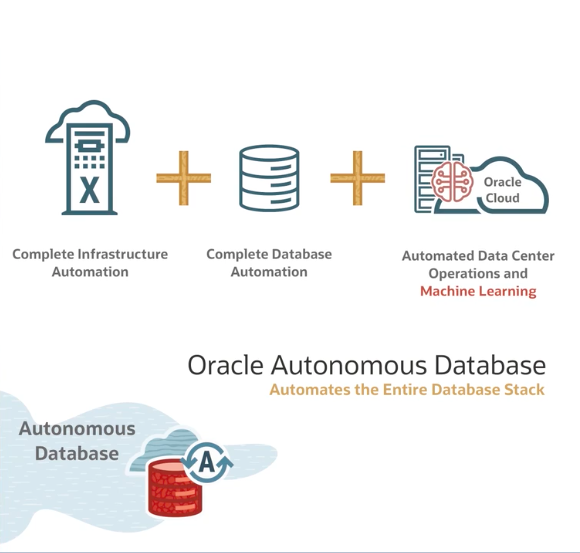 X
Oracle
Cloud
Complete Infrastructure
Automation
Complete Database
Automation
Automated Data Center
Operations and
Machine Learning
Oracle Autonomous Database
Automates the Entire Database Stack
Autonomous
Database
A